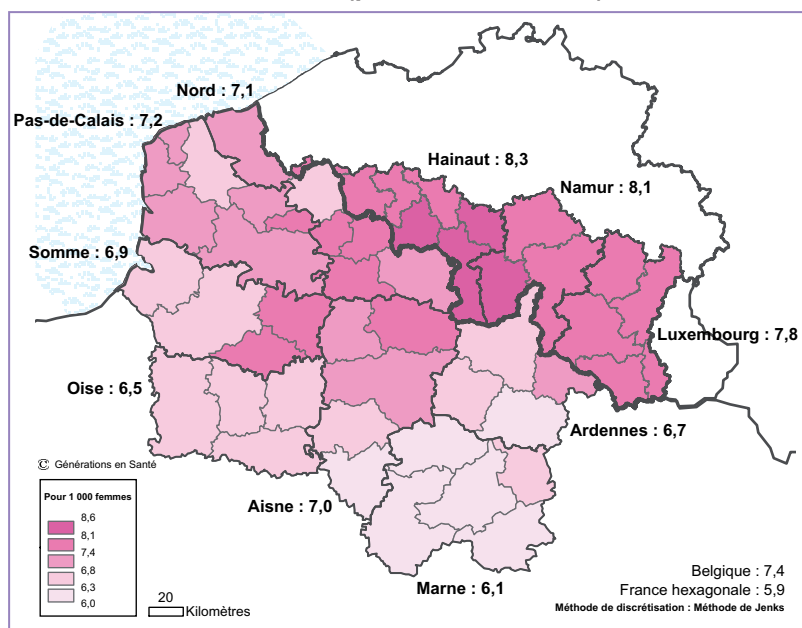 Nord : 7,1
Pas-de-Calais : 7,2
Hainaut : 8,3
Namur : 8,1
Somme : 6,9
Luxembourg : 7,8
Oise : 6,5
Ardennes : 6,7
© Générations en Santé
Aisne : 7,0
Pour 1 000 femmes
8,6
8,1
7,4
6,8
6,3
6,0
Marne : 6,1
20
Kilomètres
Belgique : 7,4
France hexagonale : 5,9
Méthode de discrétisation : Méthode de Jenks